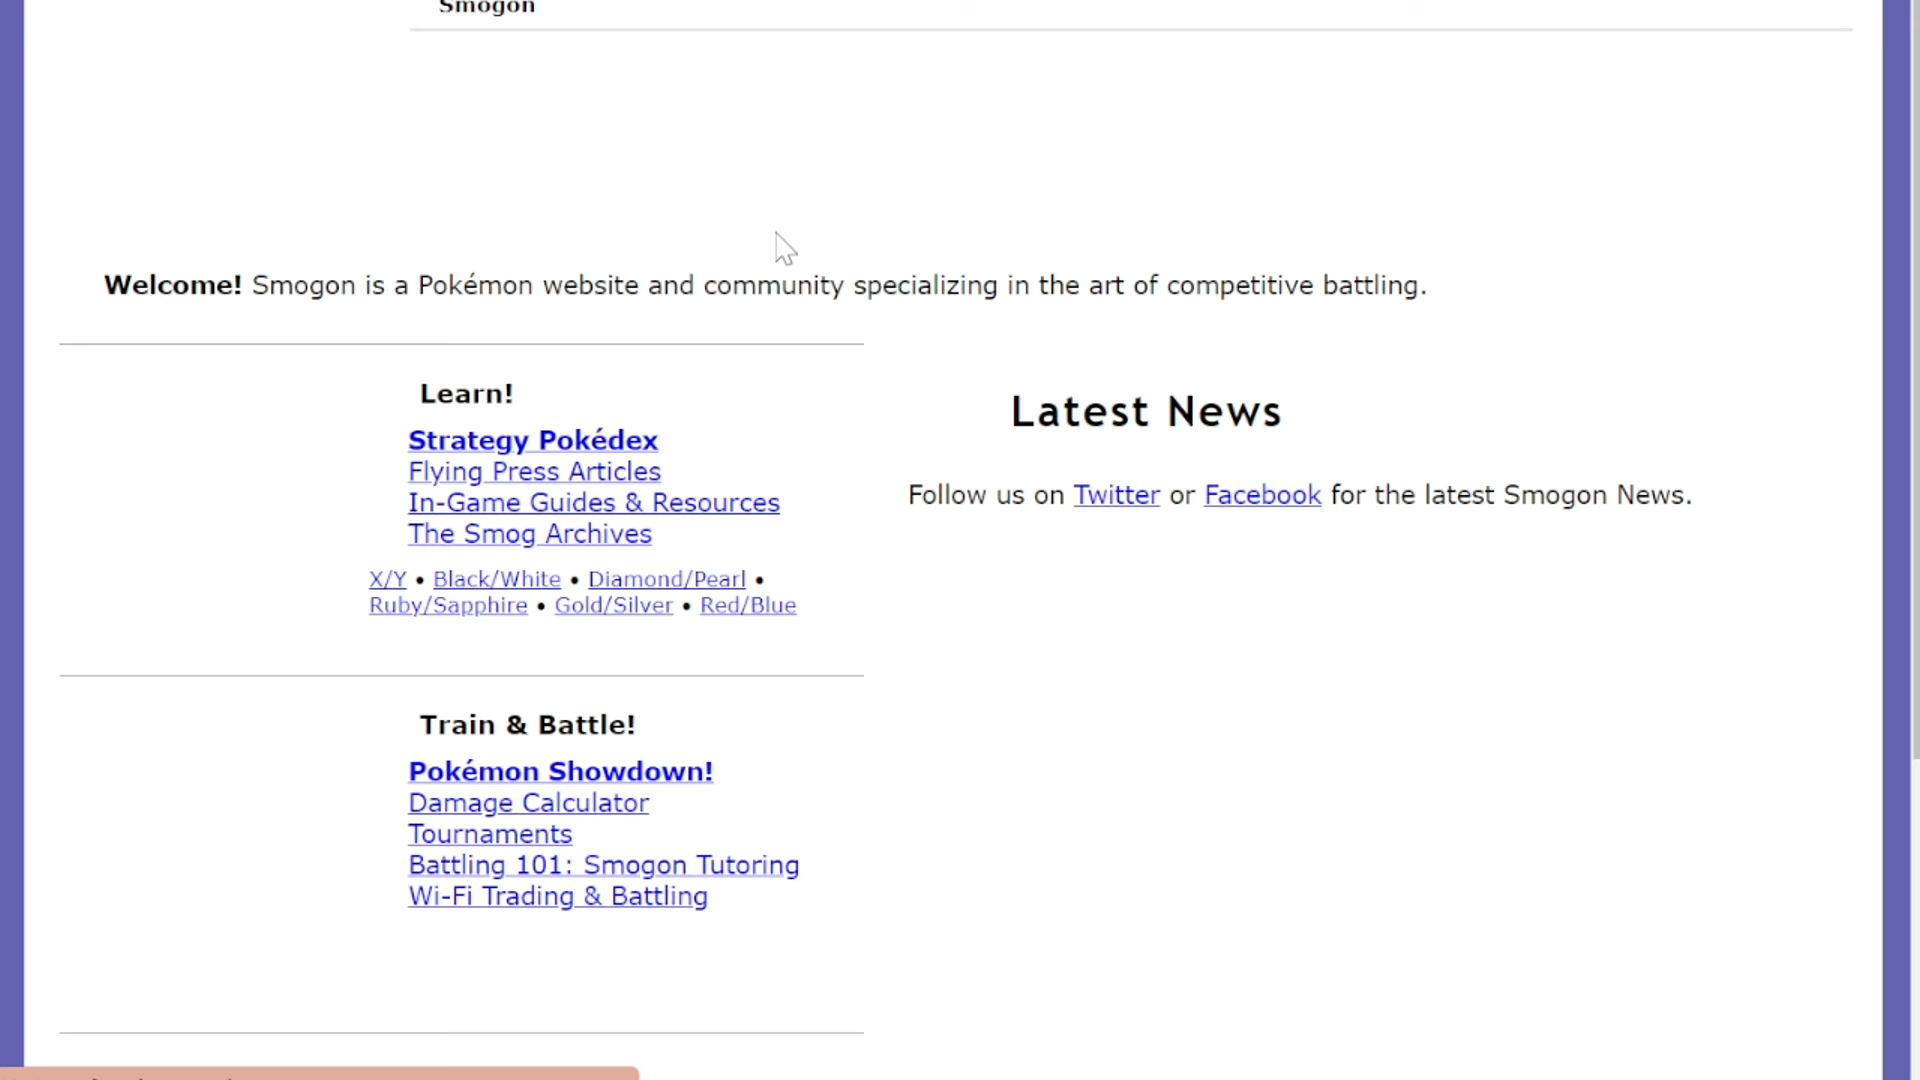 Smogon
Welcome! Smogon is a Pokémon website and community specializing in the art of competitive battling.
Learn!
Strategy Pokédex
Flying Press Articles
In-Game Guides & Resources
The Smog Archives
X/Y • Black/White • Diamond/Pearl •
Ruby/Sapphire • Gold/Silver • Red/Blue
Latest News
Follow us on Twitter or Facebook for the latest Smogon News.
Train & Battle!
Pokémon Showdown!
Damage Calculator
Tournaments
Battling 101: Smogon Tutoring
Wi-Fi Trading & Battling